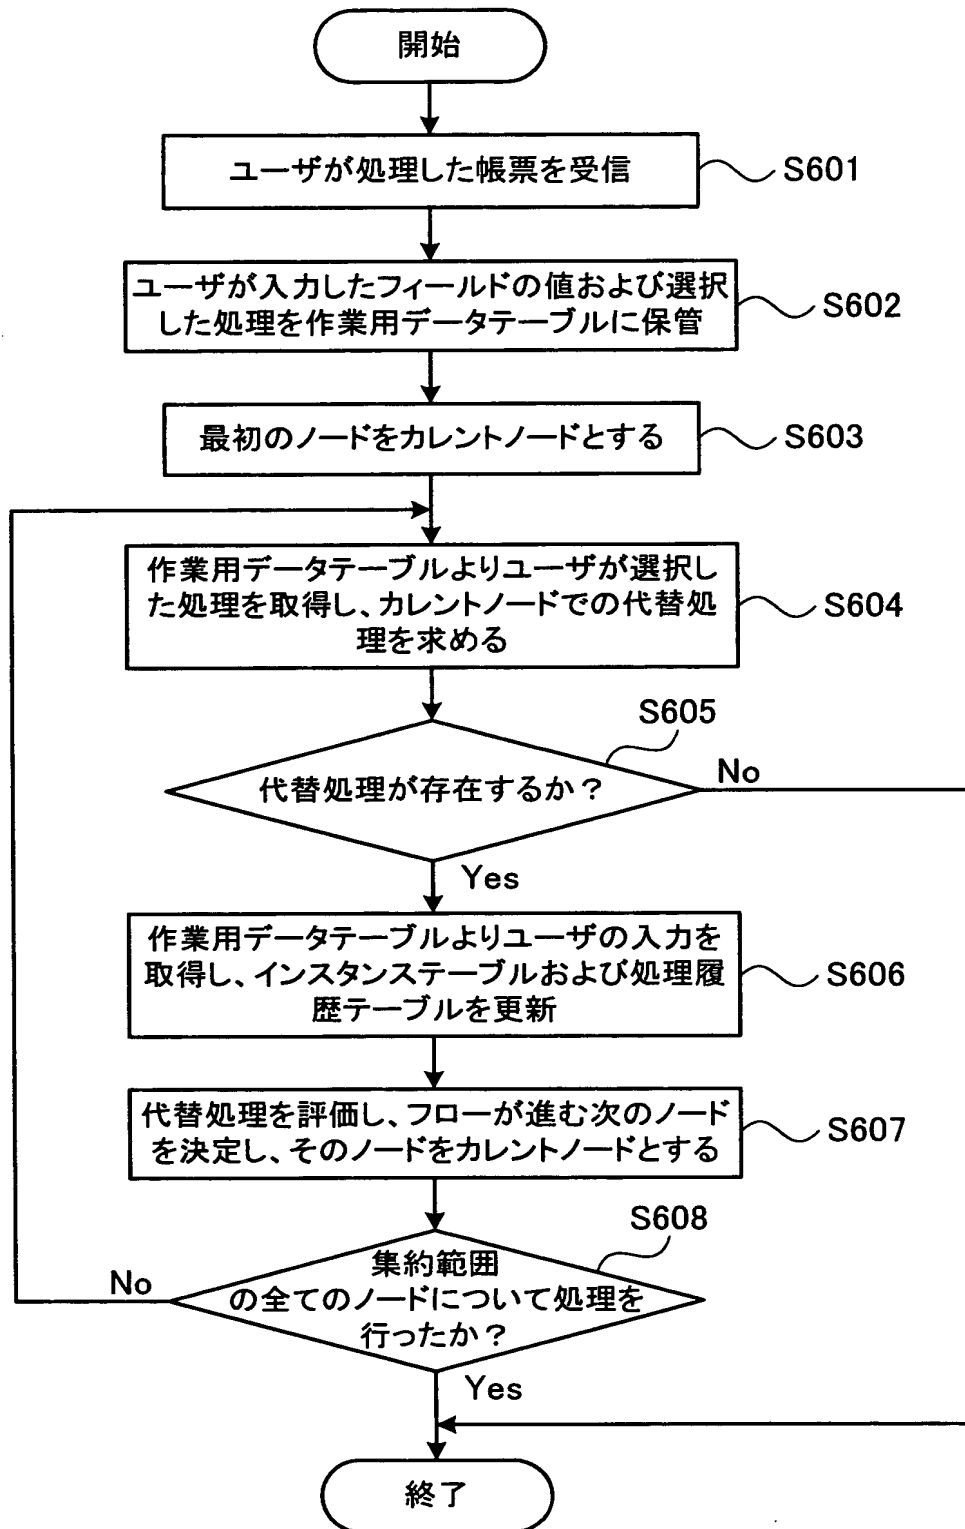 開始
ユーザが処理した帳票を受信
S601
ユーザが入力したフィールドの値および選択
した処理を作業用データテーブルに保管
S602
最初のノードをカレントノードとする
S603
作業用データテーブルよりユーザが選択し
た処理を取得し、カレントノードでの代替処
理を求める
S604
S605
代替処理が存在するか？
No
Yes
作業用データテーブルよりユーザの入力を
取得し、インスタンステーブルおよび処理履
歴テーブルを更新
S606
代替処理を評価し、フローが進む次のノード
を決定し、そのノードをカレントノードとする
S607
S608
集約範囲
の全てのノードについて処理を
行ったか？
No
Yes
終了